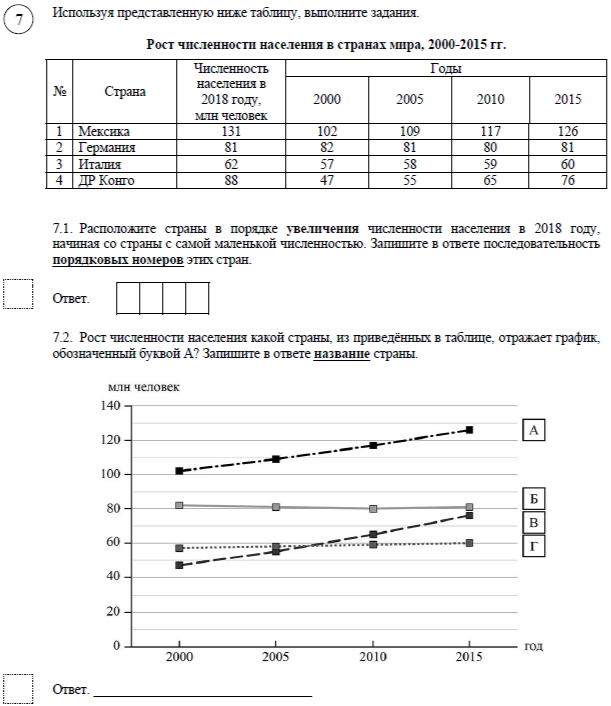 7 Используя представленную ниже таблицу, выполните задания.
Рост численности населения в странах мира, 2000-2015 гг.
№ Страна Численность населения в 2018 году, млн человек Годы
2000 2005 2010 2015
1 Мексика 131 102 109 117 126
2 Германия 81 82 81 80 81
3 Италия 62 57 58 59 60
4 ДР Конго 88 47 55 65 76
7.1. Расположите страны в порядке увеличения численности населения в 2018 году,
начиная со страны с самой маленькой численностью. Запишите в ответе последовательность
порядковых номеров этих стран.
Ответ.
7.2. Рост численности населения какой страны, из приведённых в таблице, отражает график,
обозначенный буквой А? Запишите в ответе название страны.
млн человек
140
120
100
80
60
40
20
0
А
Б
В
Г
2000 2005 2010 2015 год
Ответ.